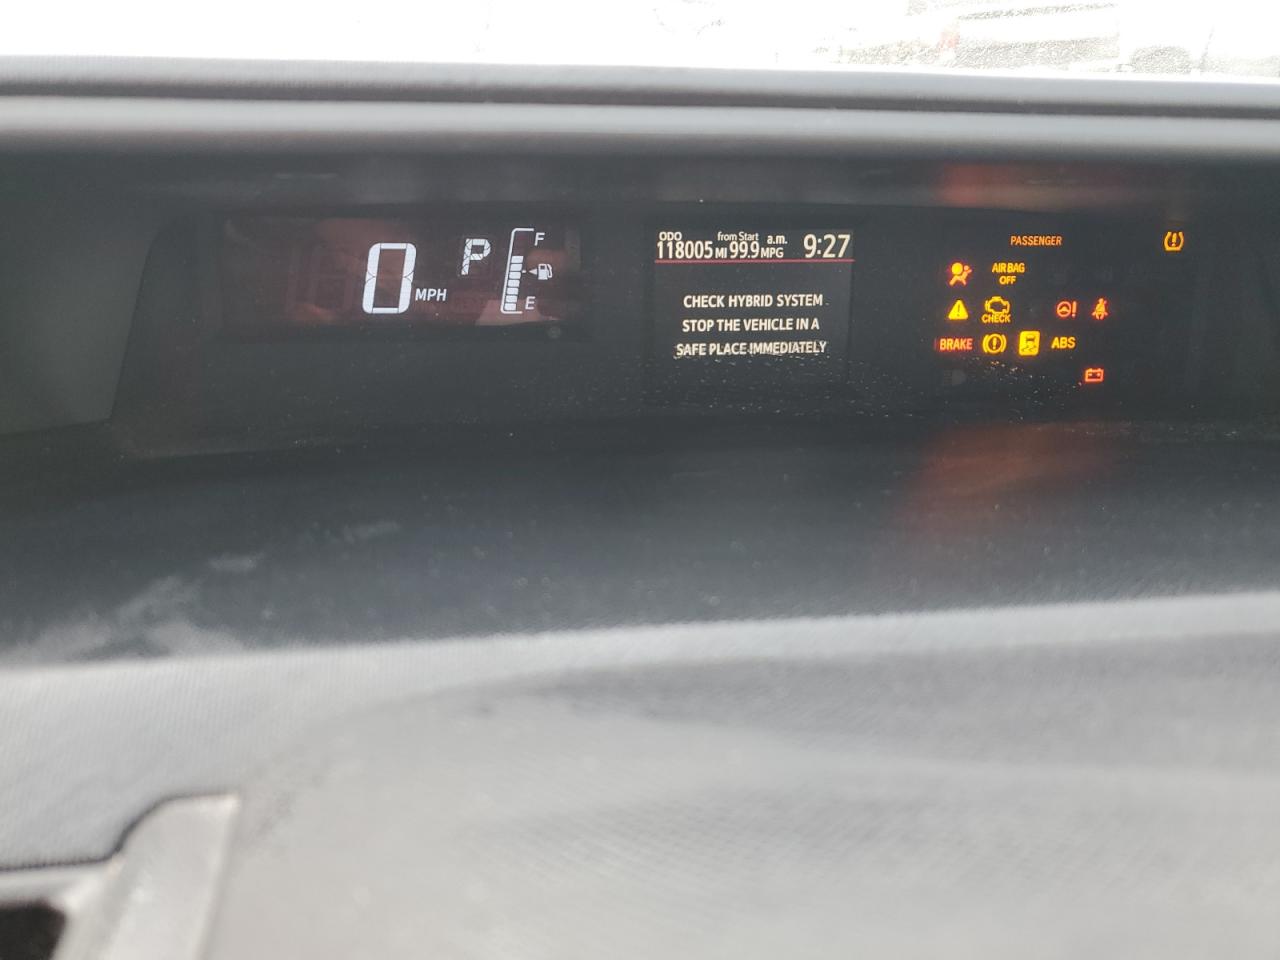 0 MPH
P
F
E
ODO from Start a.m.
118005 MI 99.9 MPG 9:27
CHECK HYBRID SYSTEM
STOP THE VEHICLE IN A
SAFE PLACE IMMEDIATELY
PASSENGER
AIR BAG
OFF
CHECK
BRAKE ABS